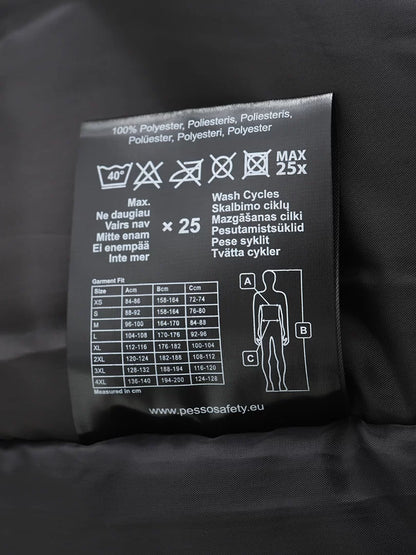 100% Polyester, Poliesteris, Poliester,
Polüester, Polyesteri, Polyester
40° MAX
25x
Max.
Ne daugiau
Vairs nav
Mitte enam
Ei enempää
Inte mer
× 25
Wash Cycles
Skalbimo ciklų
Mazgāšanas cilki
Pesutamistsüklid
Pese syklit
Tvätta cykler
Garment Fit
Size Acm Bcm Ccm
XS 84-88 158-164 72-74
S 88-92 158-164 76-80
M 96-100 164-170 84-88
L 104-108 170-176 92-96
XL 112-116 176-182 100-104
2XL 120-124 182-188 108-112
3XL 128-132 188-194 116-120
4XL 136-140 194-200 124-128
Measured in cm
A
B
C
www.pessosafety.eu